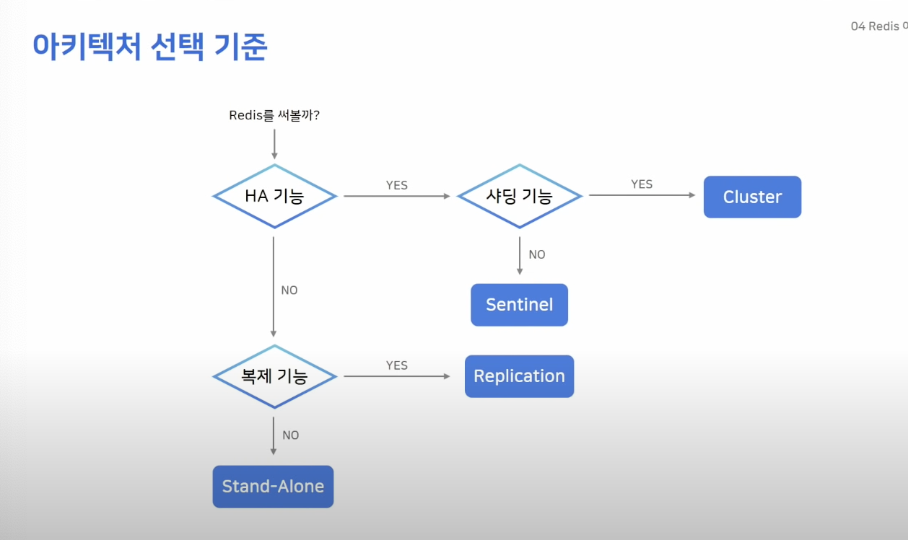 아키텍처 선택 기준
04 Redis
Redis를 써볼까?
HA 기능
YES
샤딩 기능
YES
Cluster
NO
Sentinel
NO
복제 기능
YES
Replication
NO
Stand-Alone